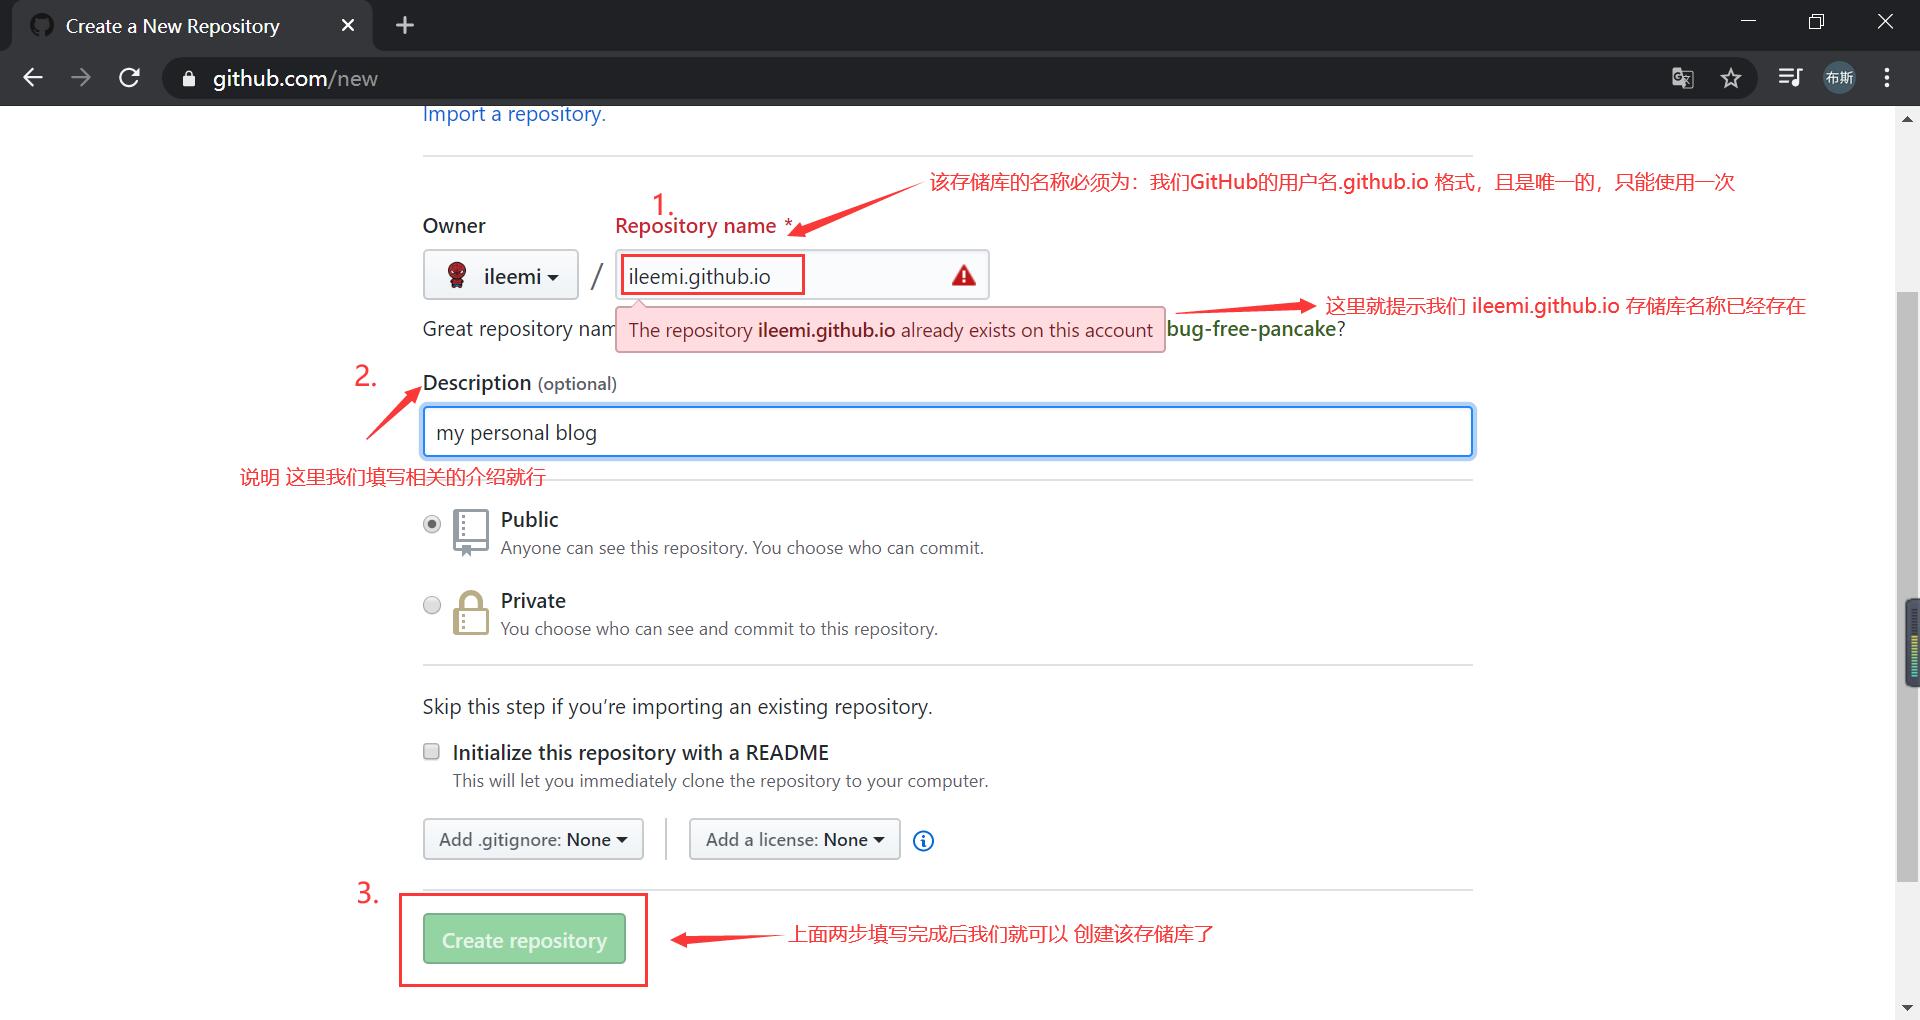 Create a New Repository
github.com/new
布斯
Import a repository.
该存储库的名称必须为：我们GitHub的用户名.github.io 格式，且是唯一的，只能使用一次
1.
Owner
Repository name *
ileemi
/
ileemi.github.io
这里就提示我们 ileemi.github.io 存储库名称已经存在
Great repository nam
The repository ileemi.github.io already exists on this account
bug-free-pancake?
2.
Description (optional)
my personal blog
说明 这里我们填写相关的介绍就行
Public
Anyone can see this repository. You choose who can commit.
Private
You choose who can see and commit to this repository.
Skip this step if you’re importing an existing repository.
Initialize this repository with a README
This will let you immediately clone the repository to your computer.
Add .gitignore: None
Add a license: None
3.
Create repository
上面两步填写完成后我们就可以 创建该存储库了